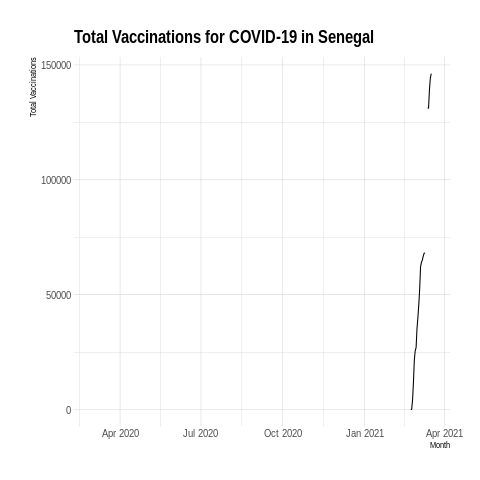 Total Vaccinations for COVID-19 in Senegal
Total Vaccinations
150000
100000
50000
0
Apr 2020 Jul 2020 Oct 2020 Jan 2021 Apr 2021
Month